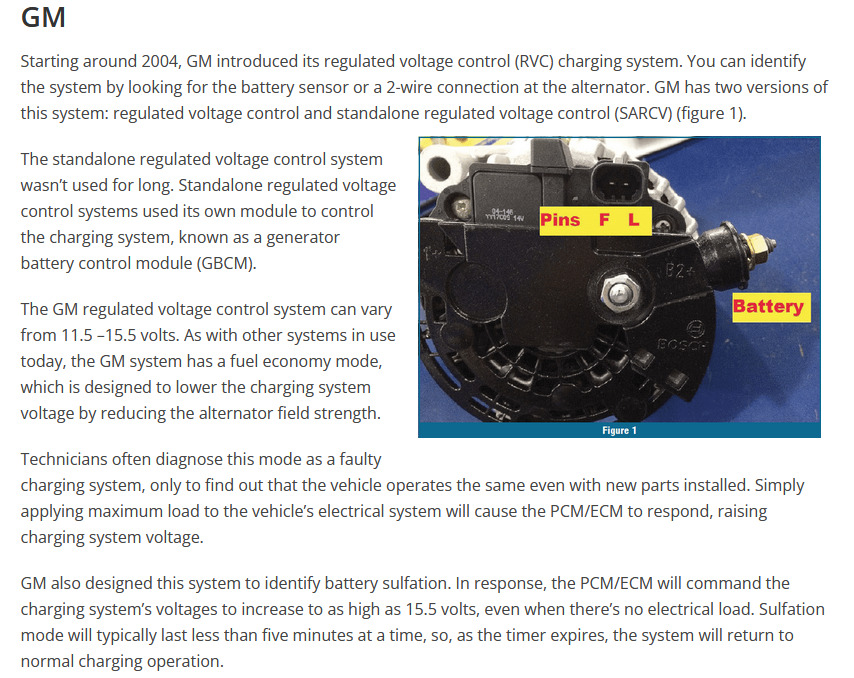 GM
Starting around 2004, GM introduced its regulated voltage control (RVC) charging system. You can identify
the system by looking for the battery sensor or a 2-wire connection at the alternator. GM has two versions of
this system: regulated voltage control and standalone regulated voltage control (SARCV) (figure 1).
The standalone regulated voltage control system
wasn’t used for long. Standalone regulated voltage
control systems used its own module to control
the charging system, known as a generator
battery control module (GBCM).
The GM regulated voltage control system can vary
from 11.5 –15.5 volts. As with other systems in use
today, the GM system has a fuel economy mode,
which is designed to lower the charging system
voltage by reducing the alternator field strength.
04-146
14V
Pins F L
B2+
Battery
BOSCH
Figure 1
Technicians often diagnose this mode as a faulty
charging system, only to find out that the vehicle operates the same even with new parts installed. Simply
applying maximum load to the vehicle’s electrical system will cause the PCM/ECM to respond, raising
charging system voltage.
GM also designed this system to identify battery sulfation. In response, the PCM/ECM will command the
charging system’s voltages to increase to as high as 15.5 volts, even when there’s no electrical load. Sulfation
mode will typically last less than five minutes at a time, so, as the timer expires, the system will return to
normal charging operation.